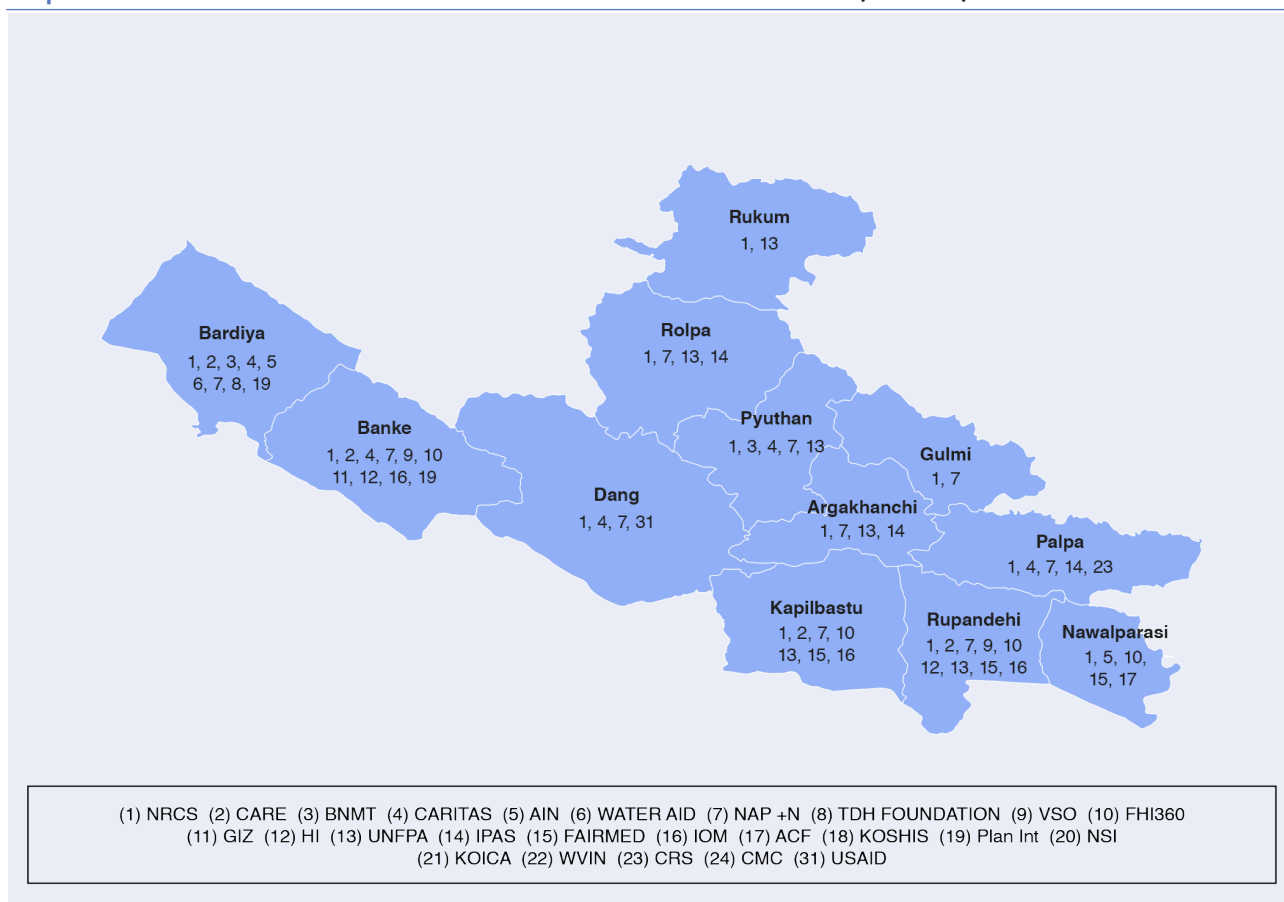 Rukum
1, 13
Bardiya
1, 2, 3, 4, 5
6, 7, 8, 19
Rolpa
1, 7, 13, 14
Banke
1, 2, 4, 7, 9, 10
11, 12, 16, 19
Pyuthan
1, 3, 4, 7, 13
Gulmi
1, 7
Dang
1, 4, 7, 31
Argakhanchi
1, 7, 13, 14
Palpa
1, 4, 7, 14, 23
Kapilbastu
1, 2, 7, 10
13, 15, 16
Rupandehi
1, 2, 7, 9, 10
12, 13, 15, 16
Nawalparasi
1, 5, 10,
15, 17
(1) NRCS (2) CARE (3) BNMT (4) CARITAS (5) AIN (6) WATER AID (7) NAP +N (8) TDH FOUNDATION (9) VSO (10) FHI360
(11) GIZ (12) HI (13) UNFPA (14) IPAS (15) FAIRMED (16) IOM (17) ACF (18) KOSHIS (19) Plan Int (20) NSI
(21) KOICA (22) WVIN (23) CRS (24) CMC (31) USAID